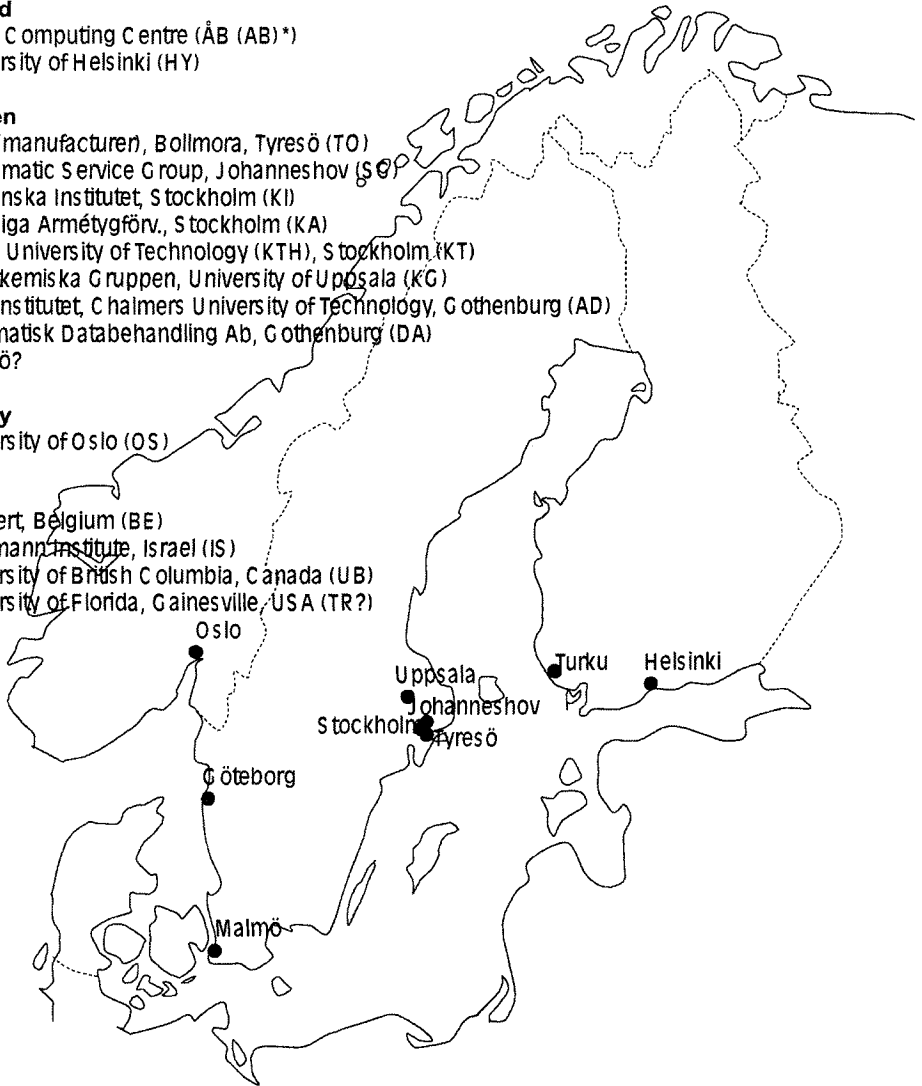 d
Computing Centre (ÅB (AB)*)
rsity of Helsinki (HY)
en
(manufacturer), Bollmora, Tyresö (TO)
matic Service Group, Johanneshov (SG)
nska Institutet, Stockholm (KI)
liga Armétygförv., Stockholm (KA)
University of Technology (KTH), Stockholm (KT)
kemiska Gruppen, University of Uppsala (KG)
nstitutet, Chalmers University of Technology, Gothenburg (AD)
matisk Databehandling Ab, Gothenburg (DA)
ö?
y
rsity of Oslo (OS)
ert, Belgium (BE)
mann Institute, Israel (IS)
rsity of British Columbia, Canada (UB)
rsity of Florida, Gainesville, USA (TR?)
Oslo
Turku
Helsinki
Uppsala
Johanneshov
Stockholm
Tyresö
Göteborg
Malmö